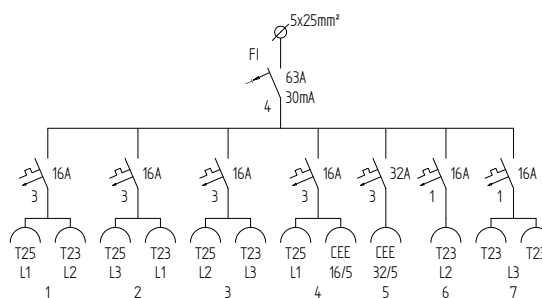 5x25mm²
FI
63A
30mA
4
16A 16A 16A 16A 32A 16A 16A
3 3 3 3 3 1 1
T25 T23 T25 T23 T25 T23 T25 CEE CEE T23 T23 T23
L1 L2 L3 L1 L2 L3 L1 16/5 32/5 L2 L3
1 2 3 4 5 6 7